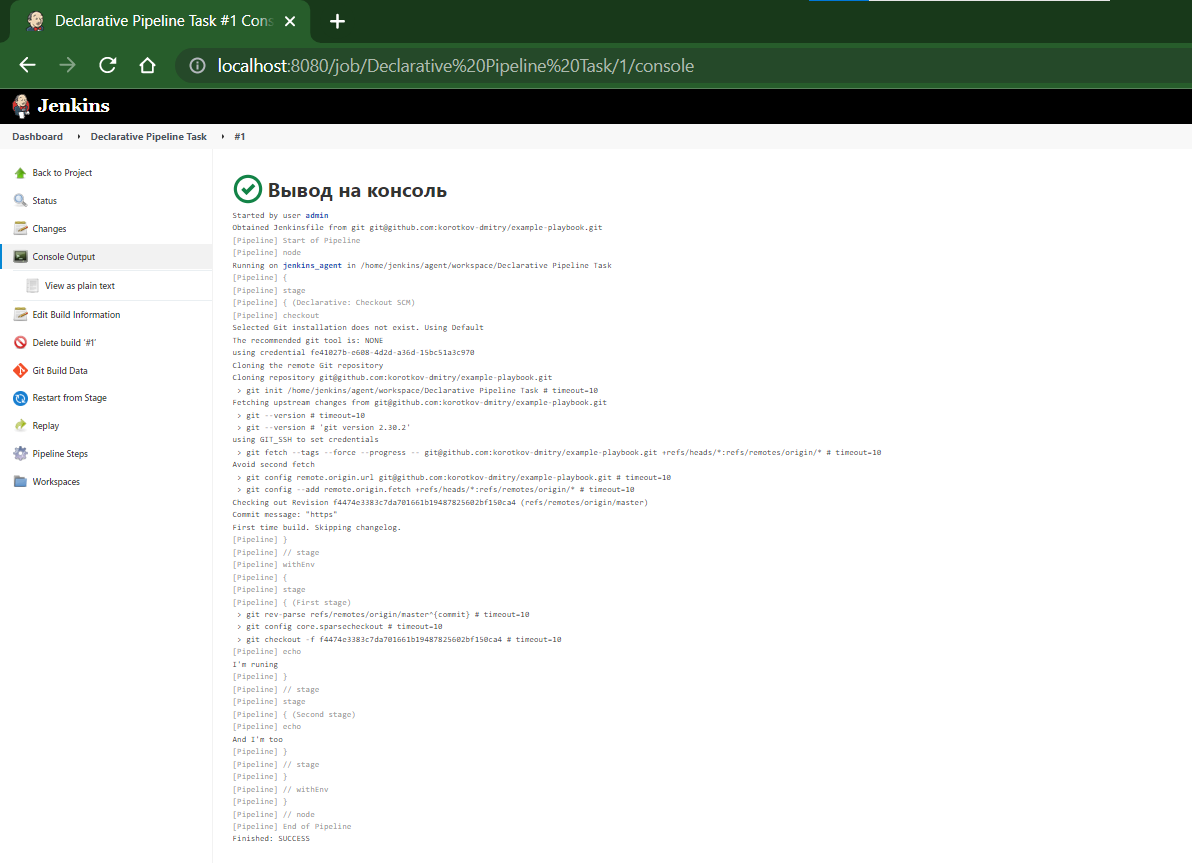 Declarative Pipeline Task #1 Cons
localhost:8080/job/Declarative%20Pipeline%20Task/1/console
Jenkins
Dashboard
Declarative Pipeline Task
#1
Back to Project
Status
Changes
Console Output
View as plain text
Edit Build Information
Delete build '#1'
Git Build Data
Restart from Stage
Replay
Pipeline Steps
Workspaces
Вывод на консоль
Started by user admin
Obtained Jenkinsfile from git git@github.com:korotkov-dmitry/example-playbook.git
[Pipeline] Start of Pipeline
[Pipeline] node
Running on jenkins_agent in /home/jenkins/agent/workspace/Declarative Pipeline Task
[Pipeline] {
[Pipeline] stage
[Pipeline] { (Declarative: Checkout SCM)
[Pipeline] checkout
Selected Git installation does not exist. Using Default
The recommended git tool is: NONE
using credential fe41027b-e608-4d2d-a36d-15bc51a3c970
Cloning the remote Git repository
Cloning repository git@github.com:korotkov-dmitry/example-playbook.git
> git init /home/jenkins/agent/workspace/Declarative Pipeline Task # timeout=10
Fetching upstream changes from git@github.com:korotkov-dmitry/example-playbook.git
> git --version # timeout=10
> git --version # 'git version 2.30.2'
using GIT_SSH to set credentials
> git fetch --tags --force --progress -- git@github.com:korotkov-dmitry/example-playbook.git +refs/heads/*:refs/remotes/origin/* # timeout=10
Avoid second fetch
> git config remote.origin.url git@github.com:korotkov-dmitry/example-playbook.git # timeout=10
> git config --add remote.origin.fetch +refs/heads/*:refs/remotes/origin/* # timeout=10
Checking out Revision f4474e3383c7da701661b19487825602bf150ca4 (refs/remotes/origin/master)
Commit message: "https"
First time build. Skipping changelog.
[Pipeline] }
[Pipeline] // stage
[Pipeline] withEnv
[Pipeline] {
[Pipeline] stage
[Pipeline] { (First stage)
> git rev-parse refs/remotes/origin/master^{commit} # timeout=10
> git config core.sparsecheckout # timeout=10
> git checkout -f f4474e3383c7da701661b19487825602bf150ca4 # timeout=10
[Pipeline] echo
I'm runing
[Pipeline] }
[Pipeline] // stage
[Pipeline] stage
[Pipeline] { (Second stage)
[Pipeline] echo
And I'm too
[Pipeline] }
[Pipeline] // stage
[Pipeline] }
[Pipeline] // withEnv
[Pipeline] }
[Pipeline] // node
[Pipeline] End of Pipeline
Finished: SUCCESS